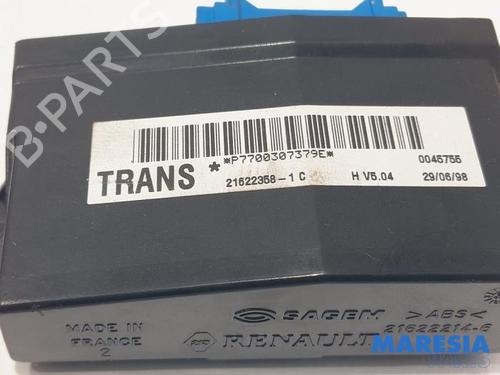 B-PARTS
*P7700307379E*
0045755
TRANS *
21622358-1 C
H V5.04
29/06/98
SAGEM
>ABS<
MADE IN
FRANCE
2
RENAULT
21622214-6
MARESIA